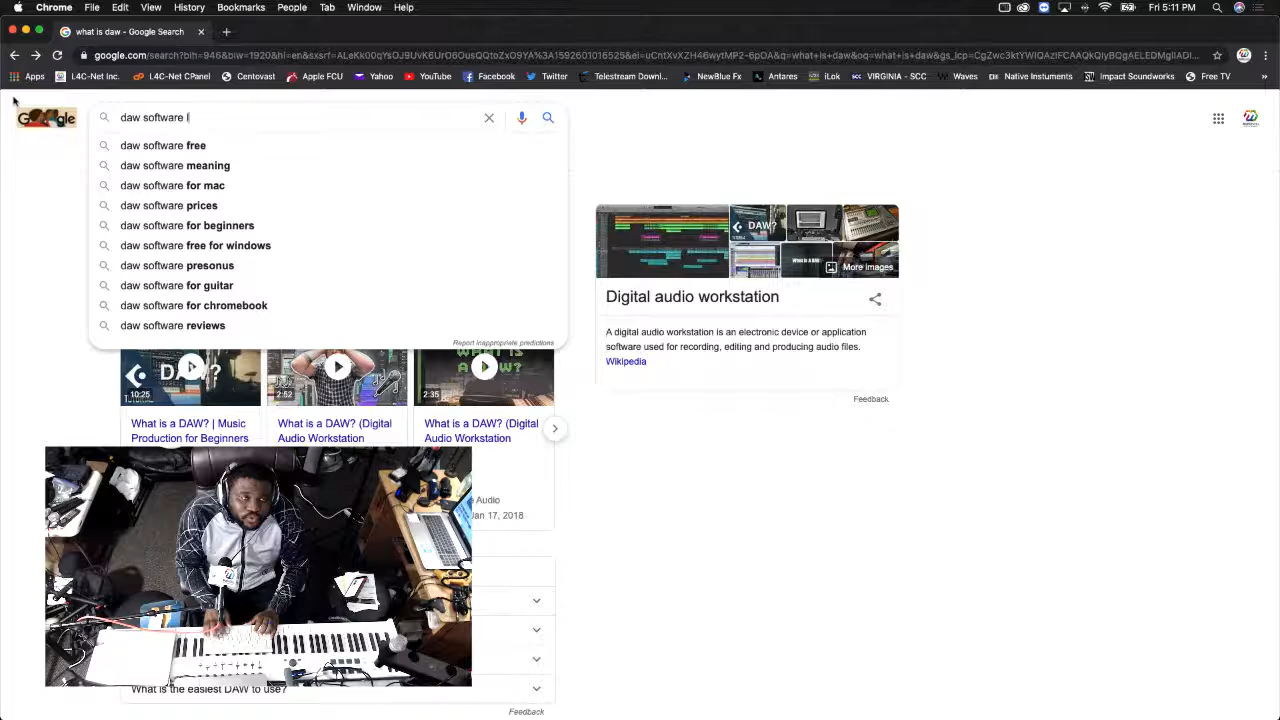 Chrome File Edit View History Bookmarks People Tab Window Help
Fri 5:11 PM
what is daw - Google Search
Apps L4C-Net Inc. L4C-Net CPanel Centovast Apple FCU Yahoo YouTube Facebook Twitter Telestream Downl... NewBlue Fx Antares iLok VIRGINIA - SCC Waves Native Instuments Impact Soundworks Free TV
Google
daw software l
daw software free
daw software meaning
daw software for mac
daw software prices
daw software for beginners
daw software free for windows
daw software presonus
daw software for guitar
daw software for chromebook
daw software reviews
Report inappropriate predictions
DAW?
WHAT IS A DAW
More images
Digital audio workstation
A digital audio workstation is an electronic device or application
software used for recording, editing and producing audio files.
Wikipedia
Feedback
DAW?
WHAT IS
A DAW?
10:25
2:52
2:35
What is a DAW? | Music
Production for Beginners
What is a DAW? (Digital
Audio Workstation
What is a DAW? (Digital
Audio Workstation
Audio
Jan 17, 2018
What is the easiest DAW to use?
Feedback